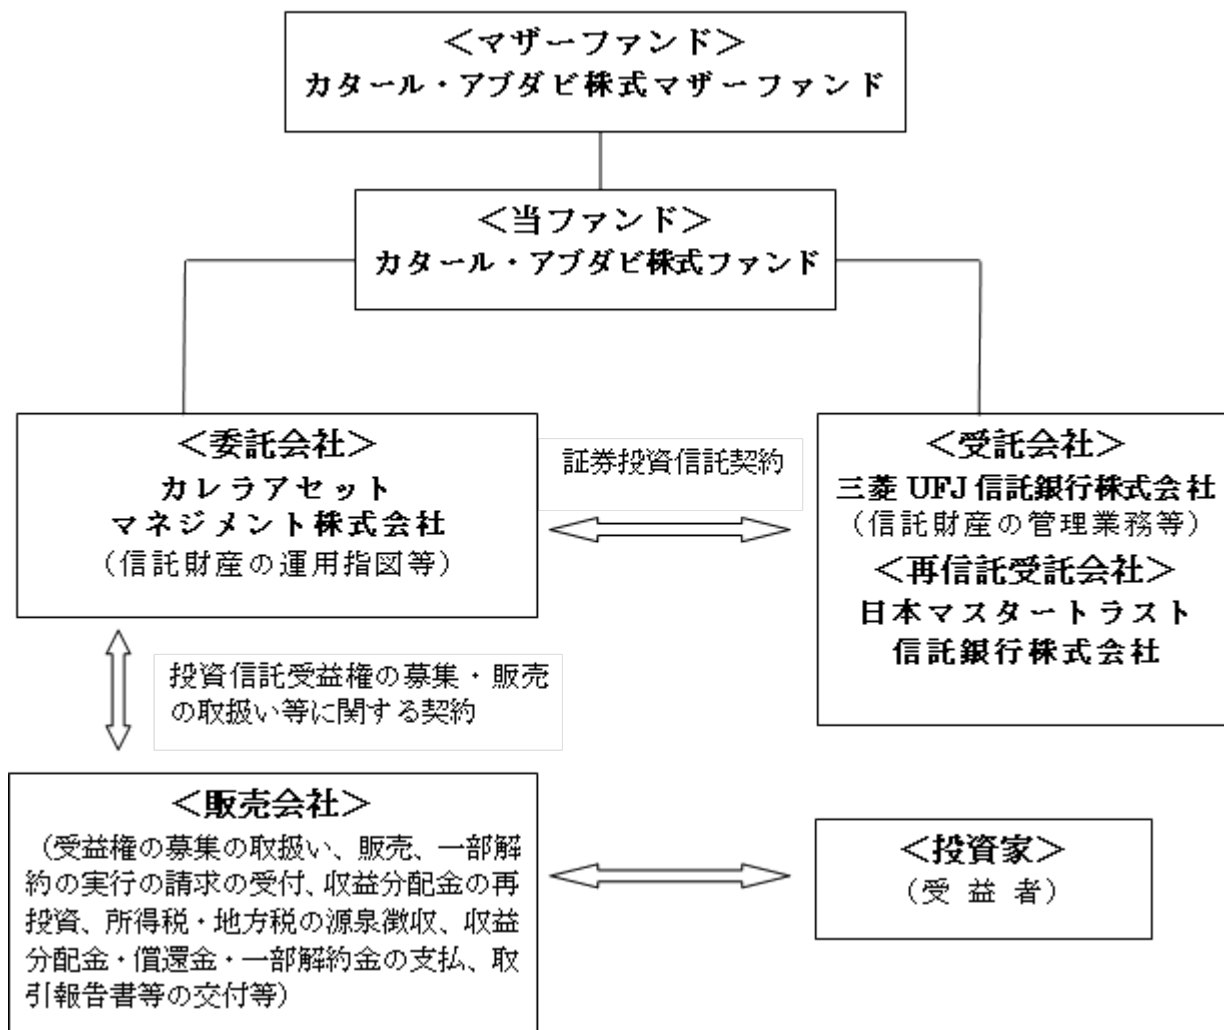 ＜マザーファンド＞
カタール・アブダビ株式マザーファンド
＜当ファンド＞
カタール・アブダビ株式ファンド
＜委託会社＞
カレラアセット
マネジメント株式会社
（信託財産の運用指図等）
証券投資信託契約
＜受託会社＞
三菱 UFJ 信託銀行株式会社
（信託財産の管理業務等）
＜再信託受託会社＞
日本マスタートラスト
信託銀行株式会社
投資信託受益権の募集・販売
の取扱い等に関する契約
＜販売会社＞
（受益権の募集の取扱い、販売、一部解
約の実行の請求の受付、収益分配金の再
投資、所得税・地方税の源泉徴収、収益
分配金・償還金・一部解約金の支払、取
引報告書等の交付等）
＜投資家＞
（受 益 者）